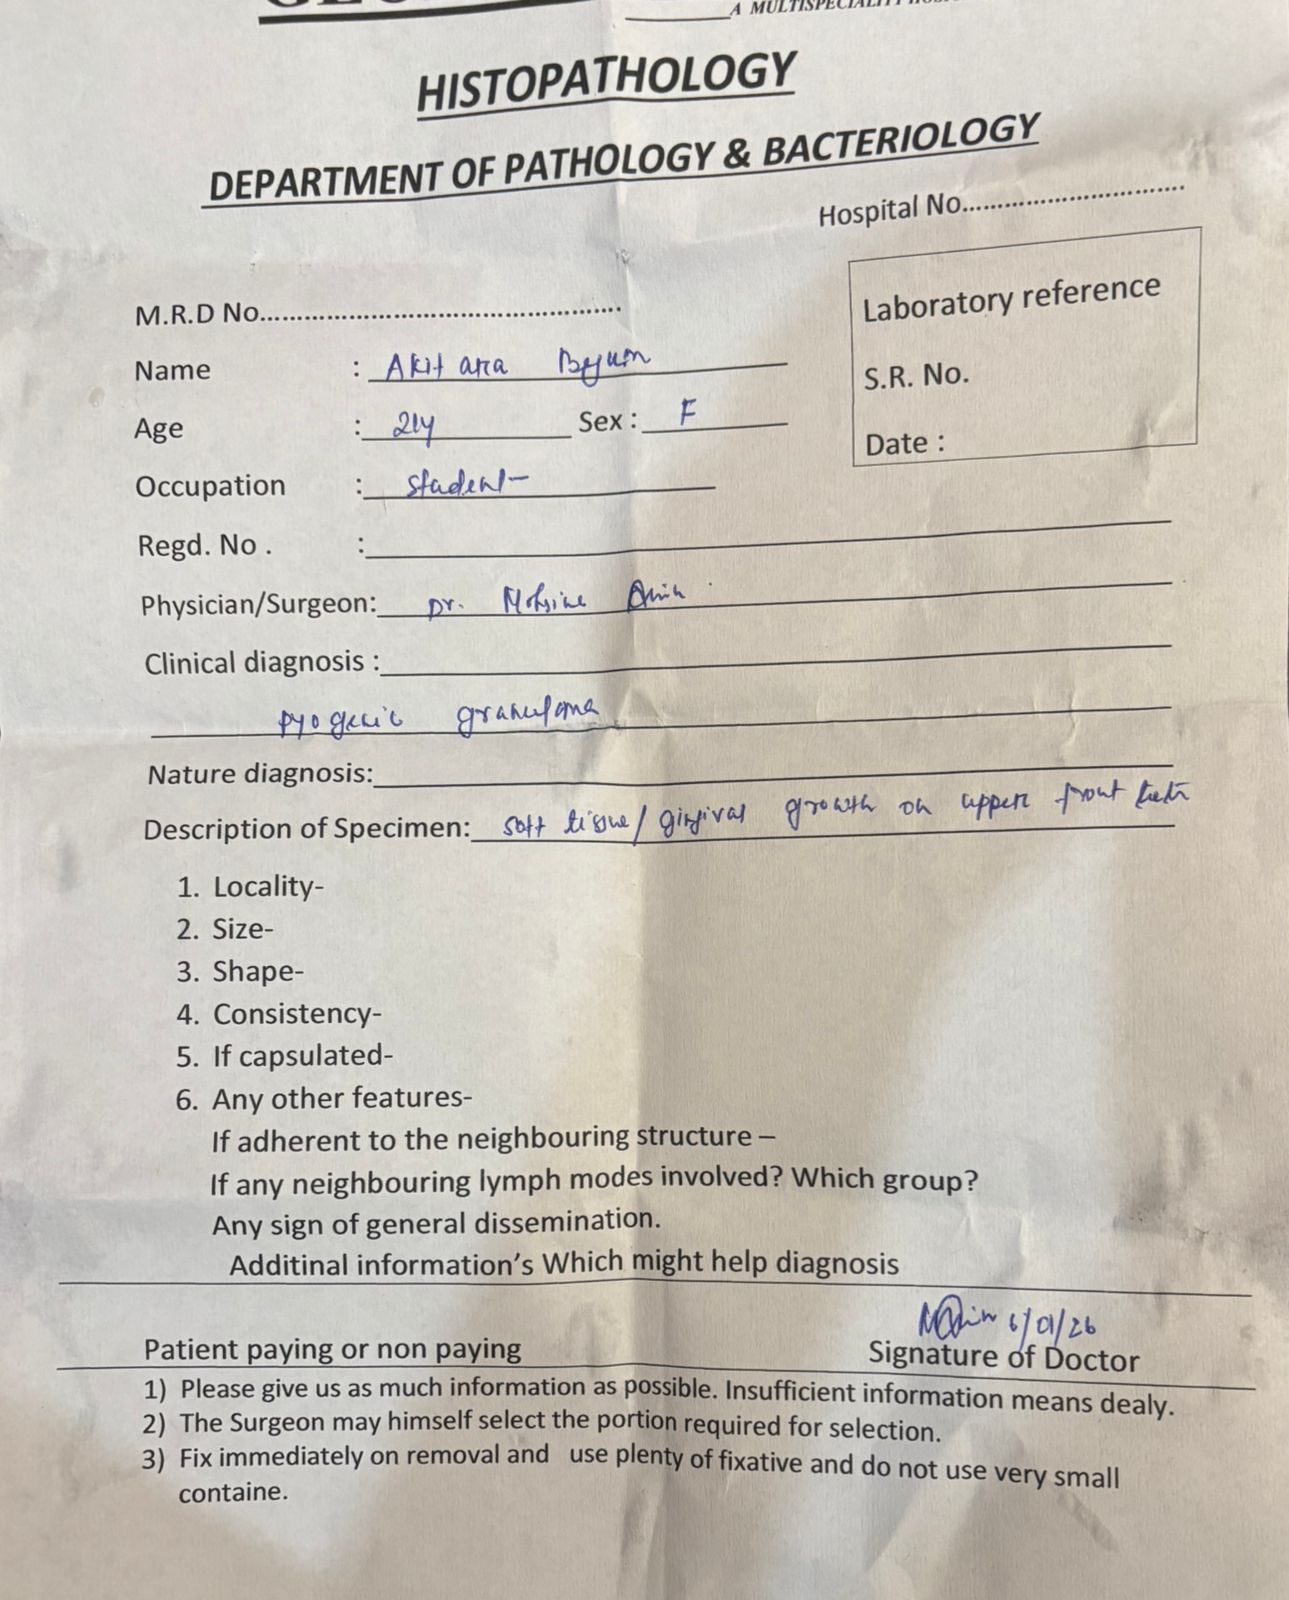 A MULTISPECIALITY
HISTOPATHOLOGY
DEPARTMENT OF PATHOLOGY & BACTERIOLOGY
Hospital No..............................
M.R.D No.................................................
Laboratory reference
Name : Akit ara Begum
S.R. No.
Age : 21y Sex : F
Date :
Occupation : student
Regd. No . :
Physician/Surgeon: Dr. Mohsine Amin
Clinical diagnosis :
pyogenic granuloma
Nature diagnosis:
Description of Specimen: soft tissue/ gingival growth on upper front teeth
1. Locality-
2. Size-
3. Shape-
4. Consistency-
5. If capsulated-
6. Any other features-
If adherent to the neighbouring structure –
If any neighbouring lymph modes involved? Which group?
Any sign of general dissemination.
Additinal information's Which might help diagnosis
6/01/26
Patient paying or non paying
Signature of Doctor
1) Please give us as much information as possible. Insufficient information means dealy.
2) The Surgeon may himself select the portion required for selection.
3) Fix immediately on removal and use plenty of fixative and do not use very small
containe.